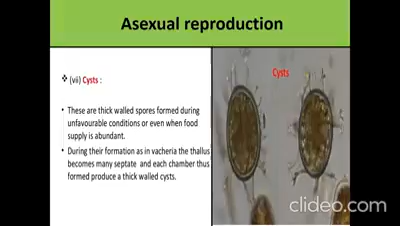 Asexual reproduction
❖ (vii) Cysts :
• These are thick walled spores formed during
unfavourable conditions or even when food
supply is abundant.
• During their formation as in vacheria the thallus
becomes many septate and each chamber thus
formed produce a thick walled cysts.
Cysts
clideo.com